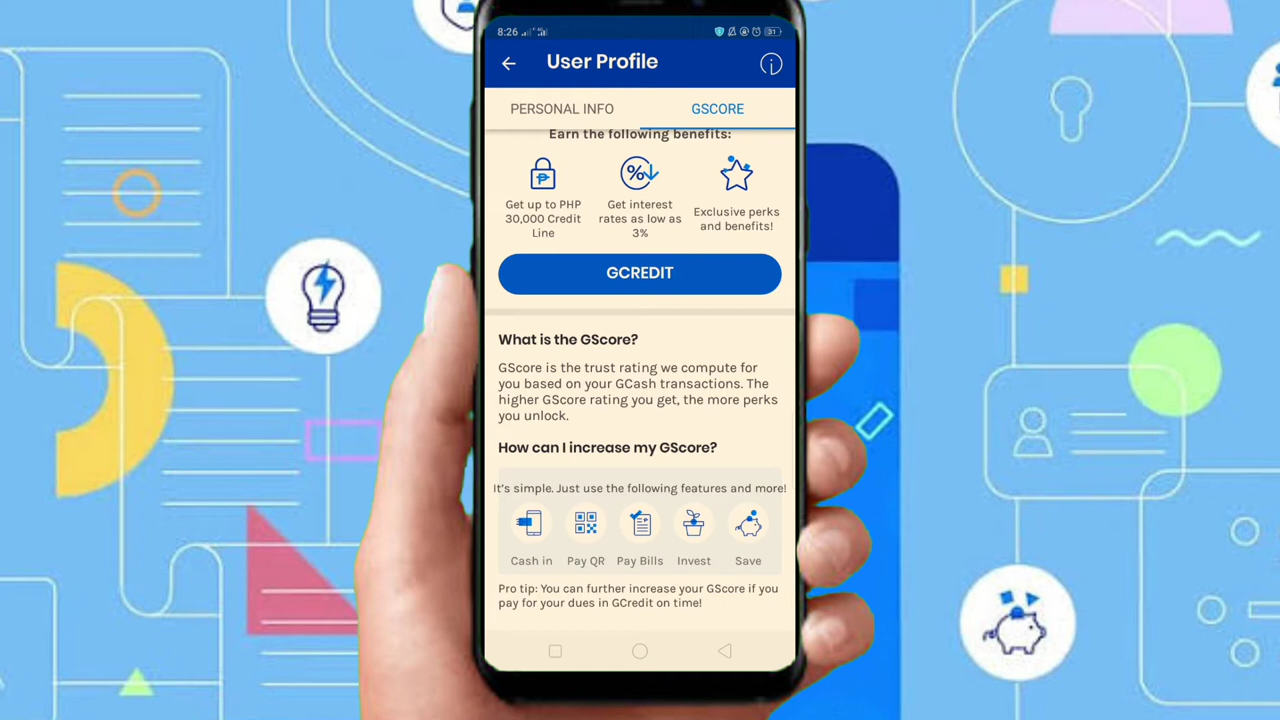 8:26
31
User Profile
PERSONAL INFO
GSCORE
Earn the following benefits:
Get up to PHP
30,000 Credit
Line
Get interest
rates as low as
3%
Exclusive perks
and benefits!
GCREDIT
What is the GScore?
GScore is the trust rating we compute for
you based on your GCash transactions. The
higher GScore rating you get, the more perks
you unlock.
How can I increase my GScore?
It's simple. Just use the following features and more!
Cash in
Pay QR
Pay Bills
Invest
Save
Pro tip: You can further increase your GScore if you
pay for your dues in GCredit on time!